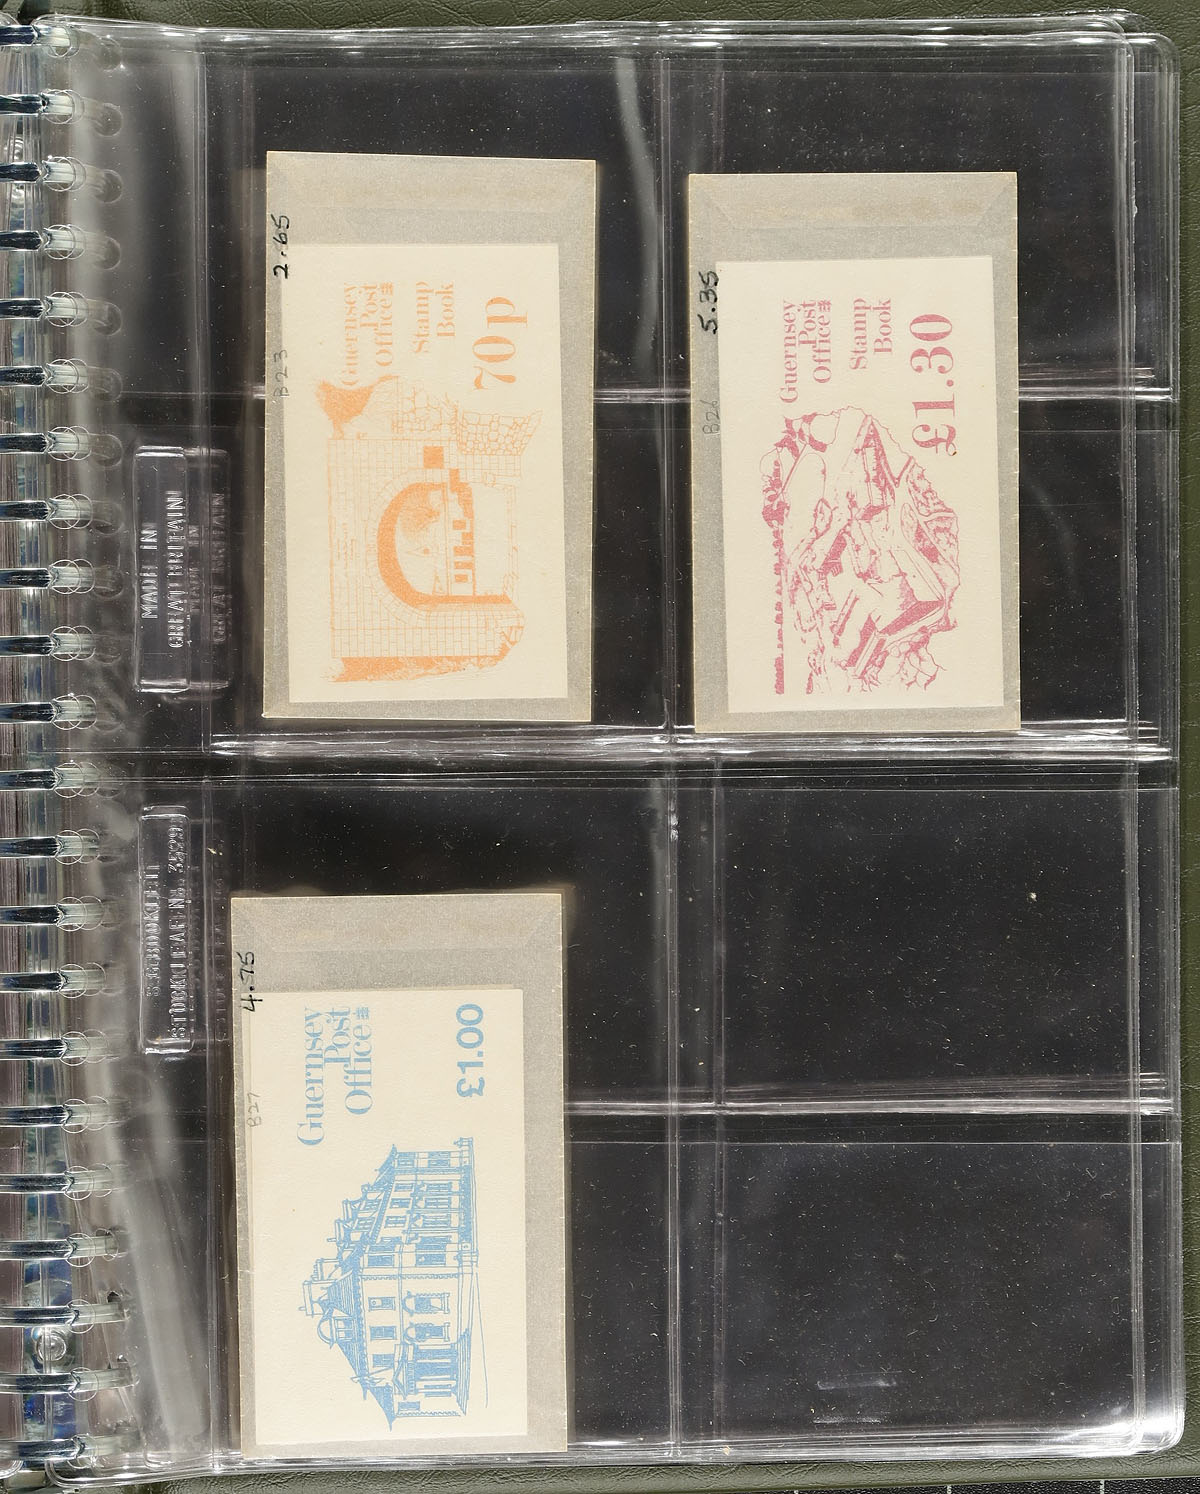 2.65
B23
Guernsey
Post
Office
Stamp
Book
70p
5.35
B26
Guernsey
Post
Office
Stamp
Book
£1.30
MADE IN
GREAT BRITAIN
4.75
B27
Guernsey
Post
Office
£1.00